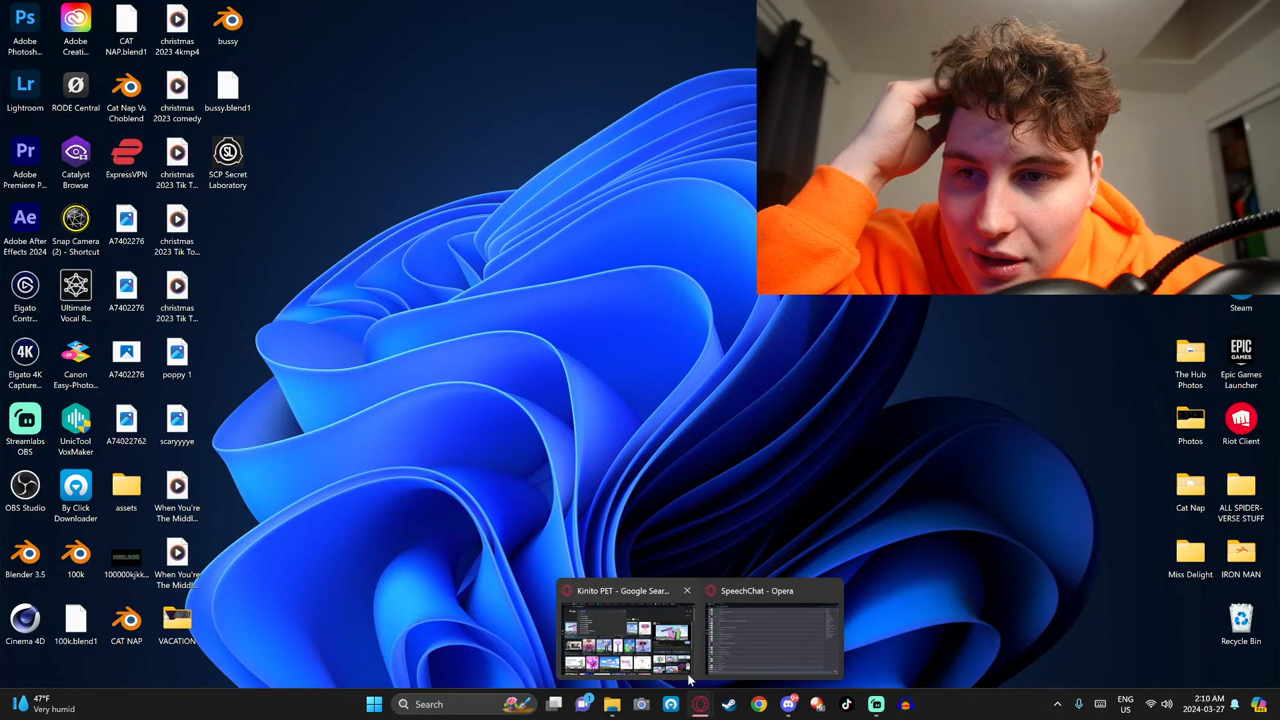 Adobe
Photosh...
Adobe
Creati...
CAT
NAP.blend1
christmas
2023 4kmp4
bussy
Lightroom
RODE Central
Cat Nap Vs
Choblend
christmas
2023 comedy
bussy.blend1
Adobe
Premiere P...
Catalyst
Browse
ExpressVPN
christmas
2023 Tik T...
SCP Secret
Laboratory
Adobe After
Effects 2024
Snap Camera
(2) - Shortcut
A7402276
christmas
2023 Tik To...
Elgato
Contr...
Ultimate
Vocal R...
A7402276
christmas
2023 Tik T...
Elgato 4K
Capture...
Canon
Easy-Photo...
A7402276
poppy 1
Streamlabs
OBS
UnicTool
VoxMaker
A74022762
scaryyyye
OBS Studio
By Click
Downloader
assets
When You're
The Middl...
Blender 3.5
100k
100000kjkk...
When You're
The Middl...
Cinema 4D
100k.blend1
CAT NAP
VACATION
Steam
The Hub
Photos
Epic Games
Launcher
Photos
Riot Client
Cat Nap
ALL SPIDER-
VERSE STUFF
Miss Delight
IRON MAN
Recycle Bin
Kinito PET - Google Sear...
SpeechChat - Opera
47°F
Very humid
Search
ENG
US
2:10 AM
2024-03-27